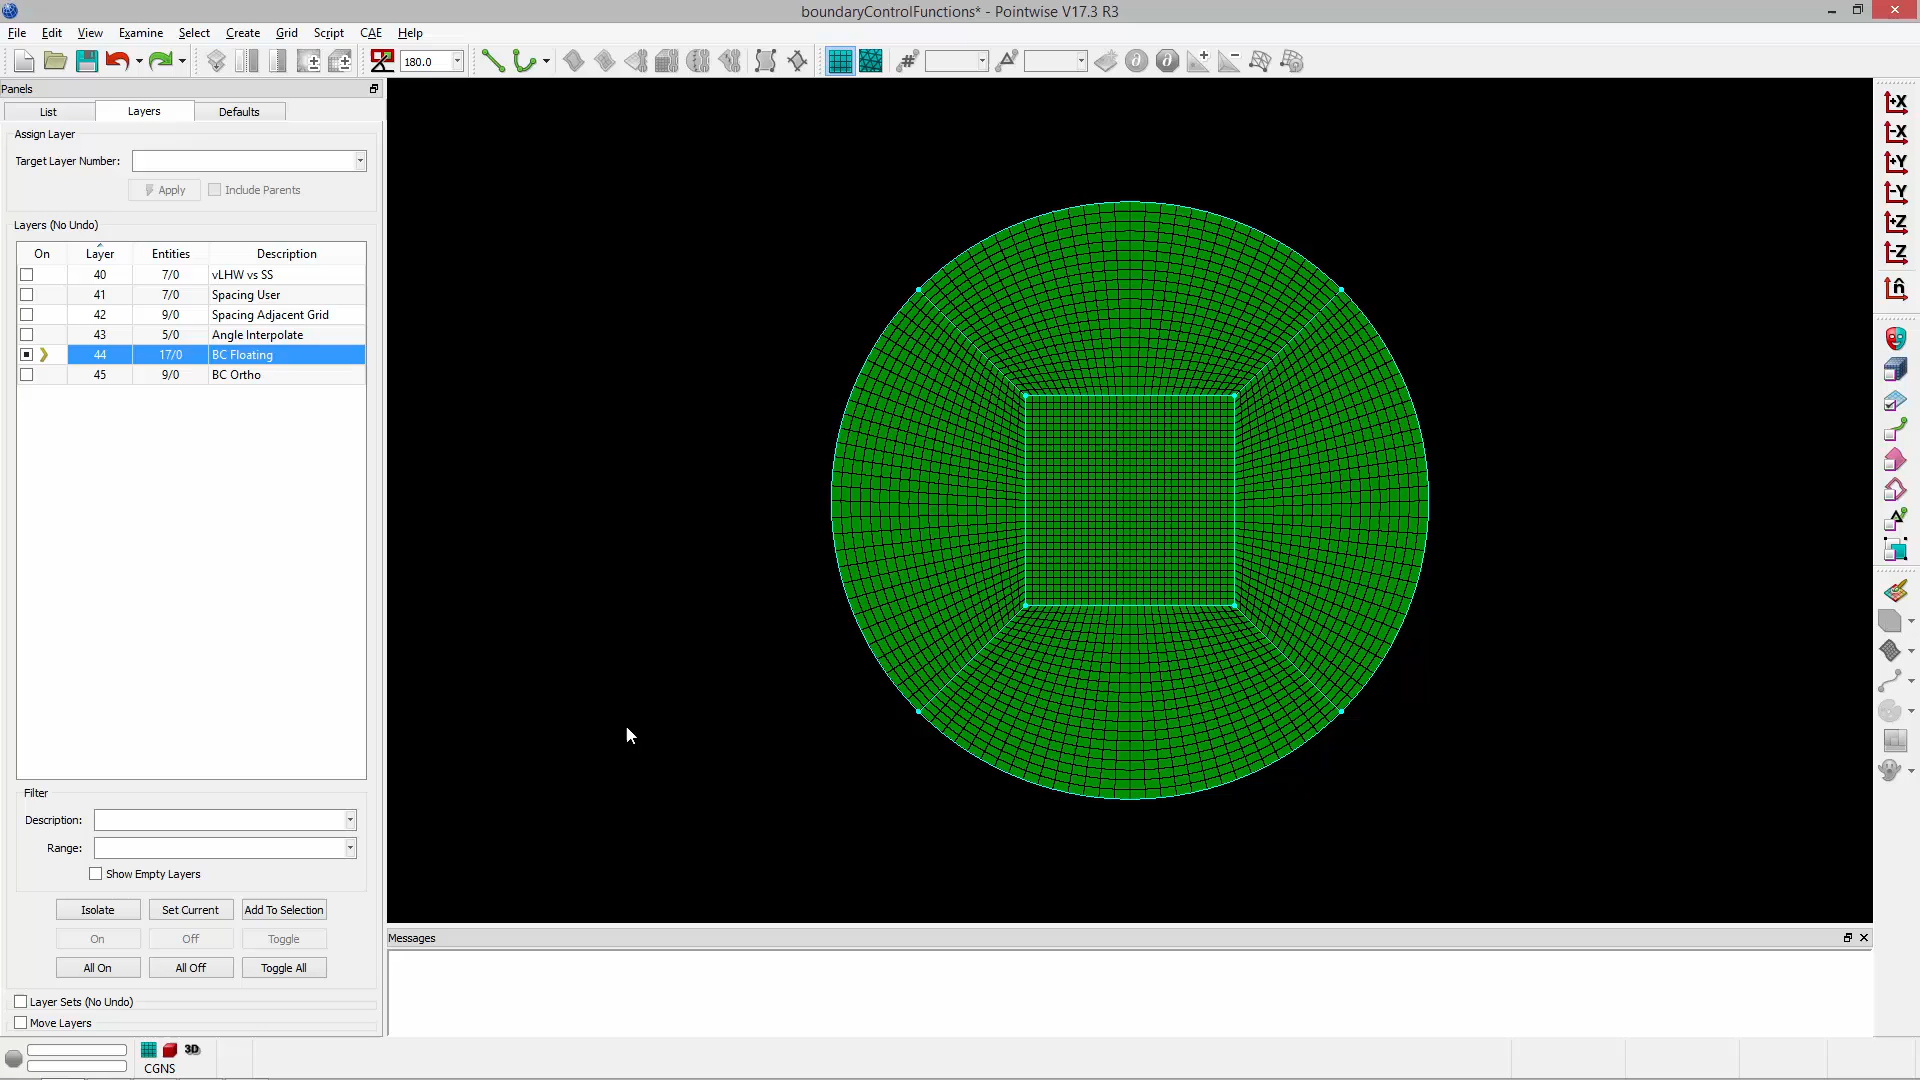 boundaryControlFunctions* - Pointwise V17.3 R3
File Edit View Examine Select Create Grid Script CAE Help
180.0
Panels
List Layers Defaults
Assign Layer
Target Layer Number:
Apply Include Parents
Layers (No Undo)
On Layer Entities Description
40 7/0 vLHW vs SS
41 7/0 Spacing User
42 9/0 Spacing Adjacent Grid
43 5/0 Angle Interpolate
44 17/0 BC Floating
45 9/0 BC Ortho
Filter
Description:
Range:
Show Empty Layers
Isolate Set Current Add To Selection
On Off Toggle
All On All Off Toggle All
Layer Sets (No Undo)
Move Layers
Messages
3D
CGNS
+X
-X
+Y
-Y
+Z
-Z
n̂